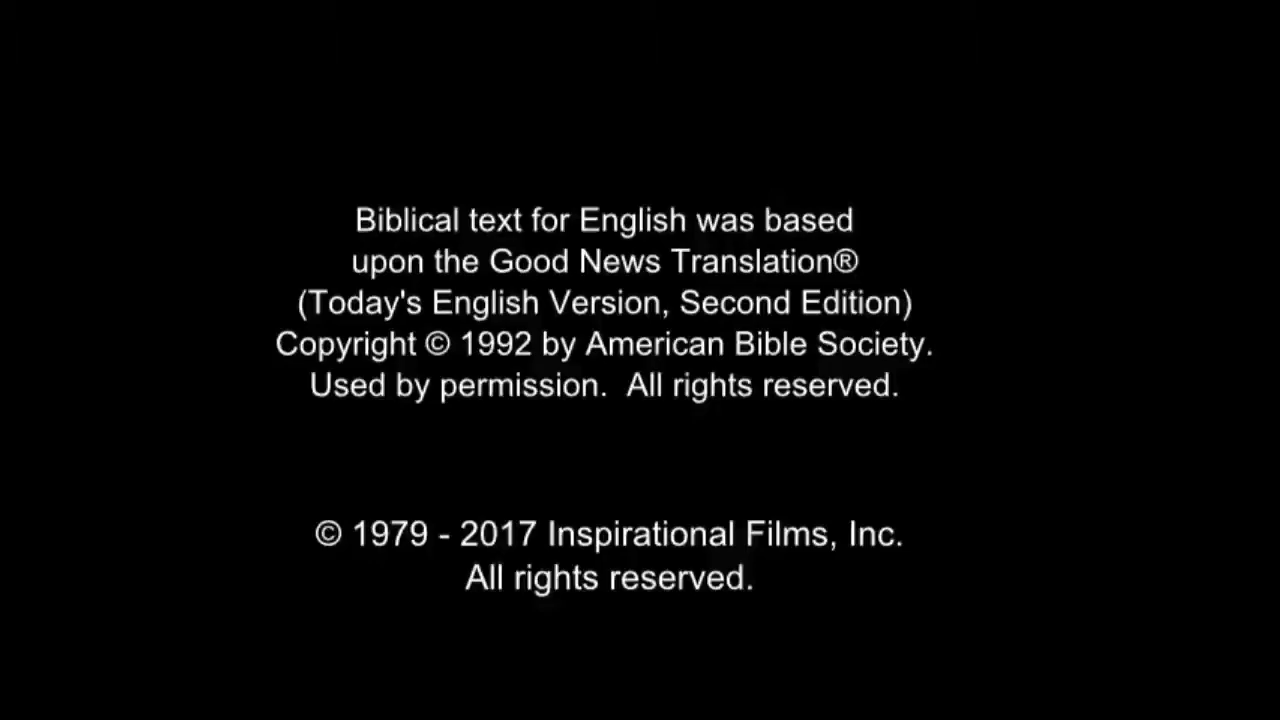 Biblical text for English was based
upon the Good News Translation®
(Today's English Version, Second Edition)
Copyright © 1992 by American Bible Society.
Used by permission.  All rights reserved.
© 1979 - 2017 Inspirational Films, Inc.
All rights reserved.